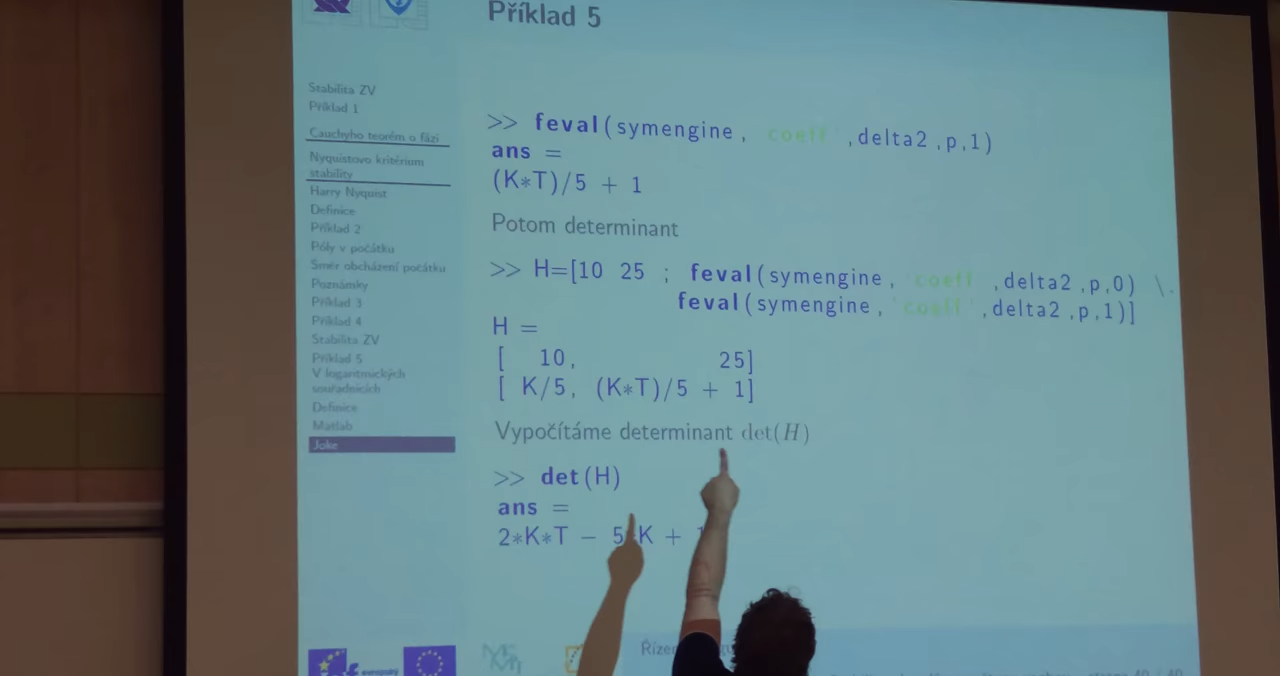 Příklad 5
Stabilita ZV
Příklad 1
Cauchyho teorém o fázi
Nyquistovo kritérium
stability
Harry Nyquist
Definice
Příklad 2
Póly v počátku
Směr obcházení počátku
Poznámky
Příklad 3
Příklad 4
Stabilita ZV
Příklad 5
V logaritmických
souřadnicích
Definice
Matlab
Joke
>> feval(symengine, 'coeff',delta2,p,1)
ans =
(K*T)/5 + 1
Potom determinant
>> H=[10 25 ; feval(symengine,'coeff',delta2,p,0) \.
feval(symengine,'coeff',delta2,p,1)]
H =
[ 10, 25]
[ K/5, (K*T)/5 + 1]
Vypočítáme determinant det(H)
>> det(H)
ans =
2*K*T − 5*K +